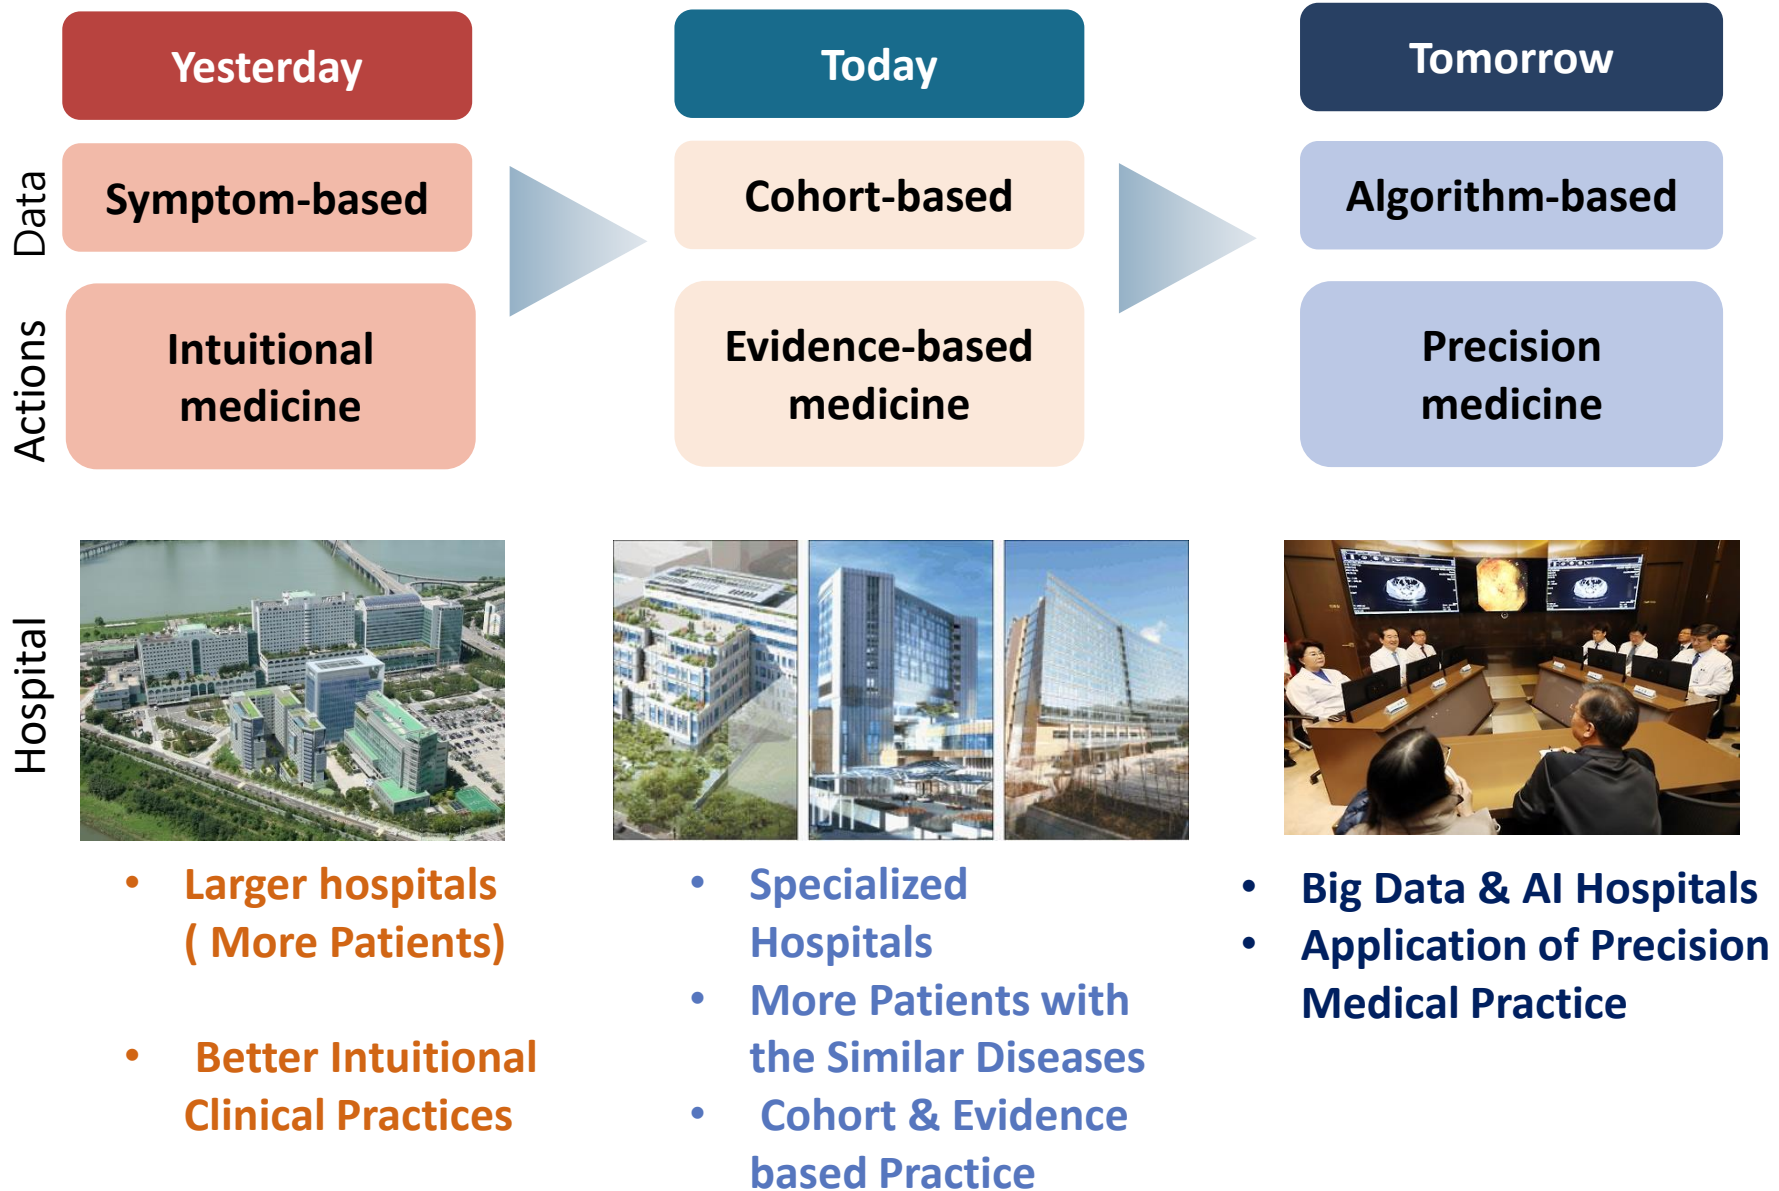 Yesterday
Today
Tomorrow
Data
Symptom-based
Cohort-based
Algorithm-based
Actions
Intuitional
medicine
Evidence-based
medicine
Precision
medicine
Hospital
• Larger hospitals
( More Patients)
• Better Intuitional
Clinical Practices
• Specialized
Hospitals
• More Patients with
the Similar Diseases
• Cohort & Evidence
based Practice
• Big Data & AI Hospitals
• Application of Precision
Medical Practice